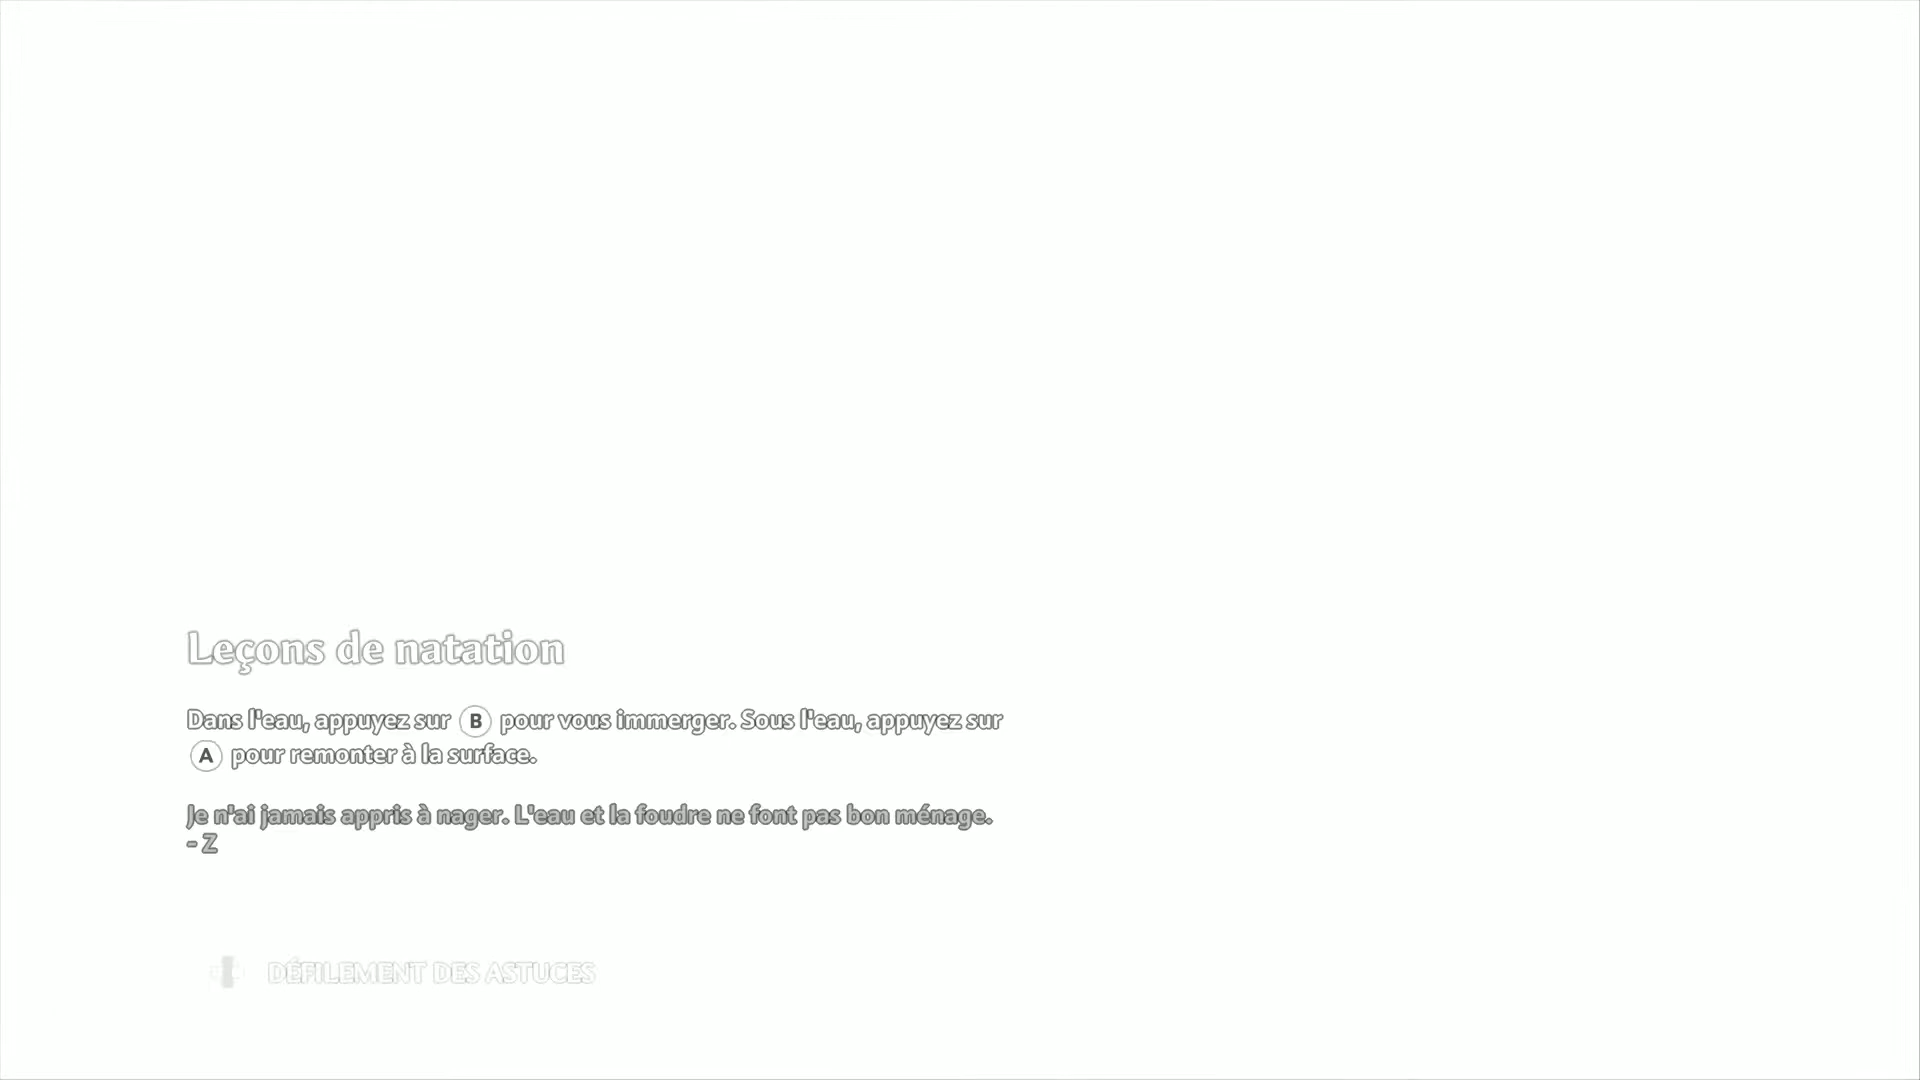 Leçons de natation
Dans l'eau, appuyez sur B pour vous immerger. Sous l'eau, appuyez sur
A pour remonter à la surface.
Je n'ai jamais appris à nager. L'eau et la foudre ne font pas bon ménage.
- Z
DÉFILEMENT DES ASTUCES